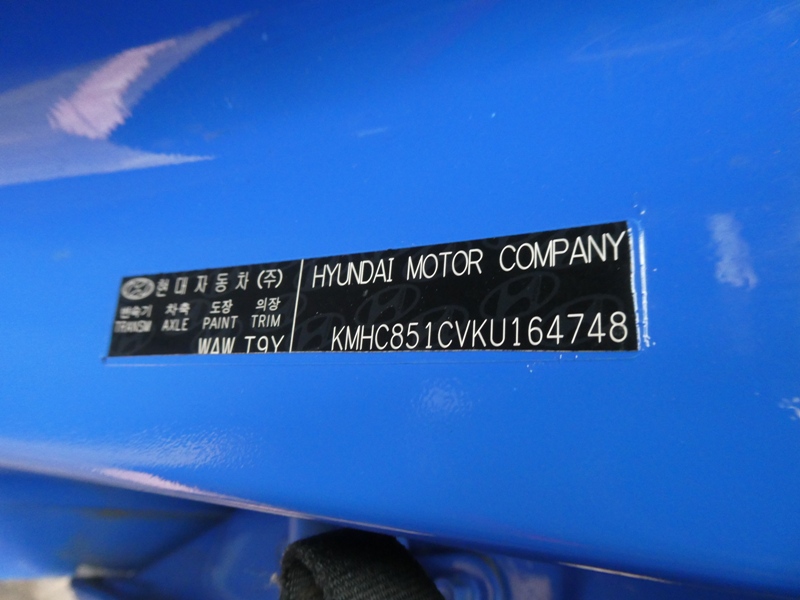 현대자동차(주)
변속기 차축 도장 의장
TRANSM AXLE PAINT TRIM
WAW T9Y
HYUNDAI MOTOR COMPANY
KMHC851CVKU164748